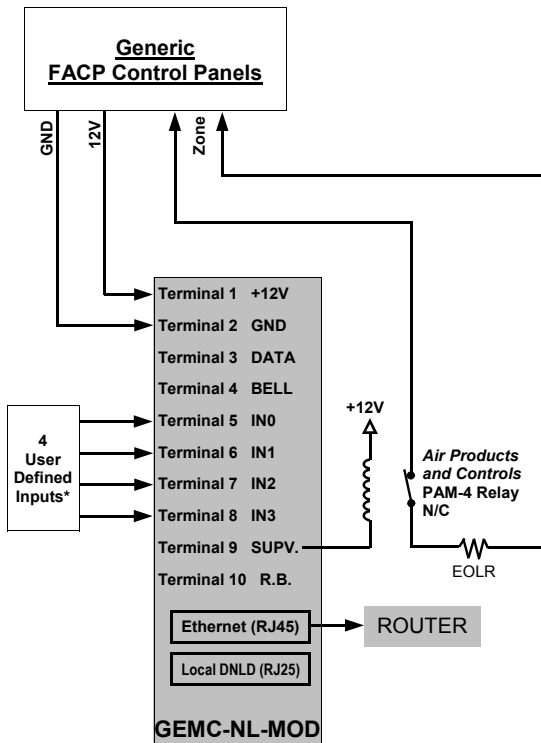 Generic
FACP Control Panels
GND
12V
Zone
Terminal 1 +12V
Terminal 2 GND
Terminal 3 DATA
Terminal 4 BELL
Terminal 5 IN0
Terminal 6 IN1
Terminal 7 IN2
Terminal 8 IN3
Terminal 9 SUPV.
Terminal 10 R.B.
4
User
Defined
Inputs*
+12V
Air Products
and Controls
PAM-4 Relay
N/C
EOLR
Ethernet (RJ45)
ROUTER
Local DNLD (RJ25)
GEMC-NL-MOD